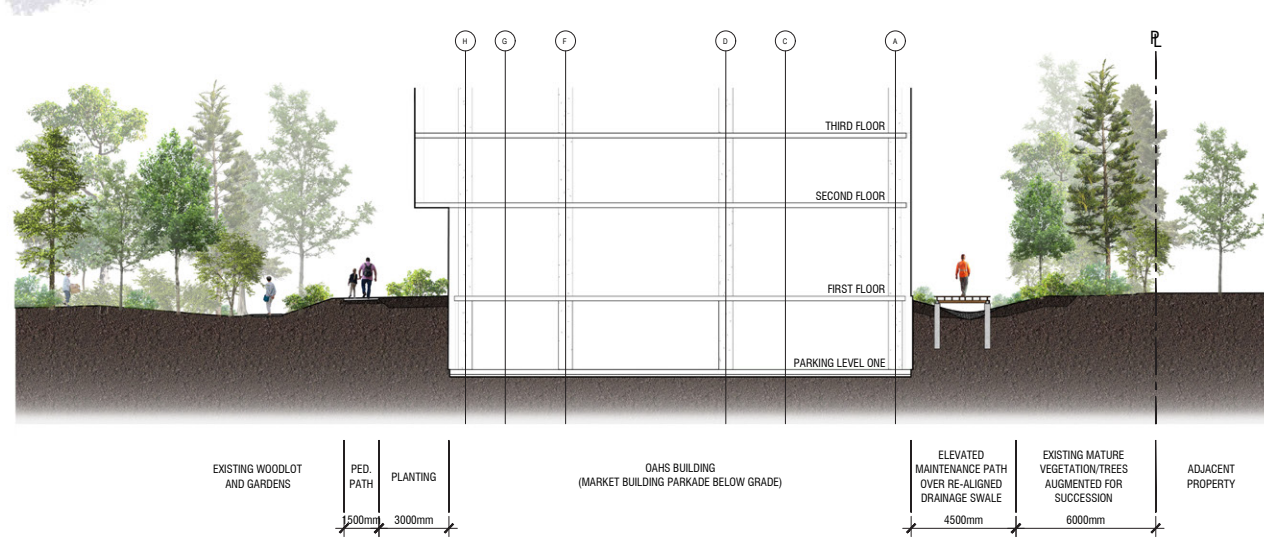 H
G
F
D
C
A
PL
THIRD FLOOR
SECOND FLOOR
FIRST FLOOR
PARKING LEVEL ONE
EXISTING WOODLOT
AND GARDENS
PED.
PATH
PLANTING
OAHS BUILDING
(MARKET BUILDING PARKADE BELOW GRADE)
ELEVATED
MAINTENANCE PATH
OVER RE-ALIGNED
DRAINAGE SWALE
EXISTING MATURE
VEGETATION/TREES
AUGMENTED FOR
SUCCESSION
ADJACENT
PROPERTY
1500mm
3000mm
4500mm
6000mm